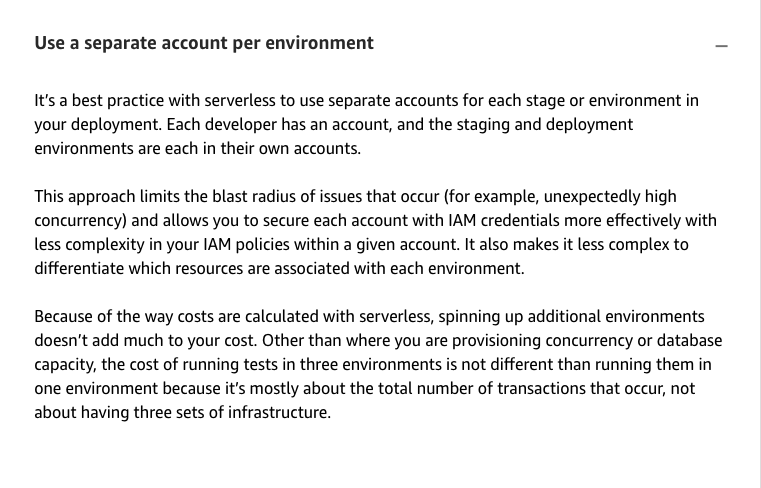 Use a separate account per environment
It's a best practice with serverless to use separate accounts for each stage or environment in
your deployment. Each developer has an account, and the staging and deployment
environments are each in their own accounts.
This approach limits the blast radius of issues that occur (for example, unexpectedly high
concurrency) and allows you to secure each account with IAM credentials more effectively with
less complexity in your IAM policies within a given account. It also makes it less complex to
differentiate which resources are associated with each environment.
Because of the way costs are calculated with serverless, spinning up additional environments
doesn't add much to your cost. Other than where you are provisioning concurrency or database
capacity, the cost of running tests in three environments is not different than running them in
one environment because it's mostly about the total number of transactions that occur, not
about having three sets of infrastructure.